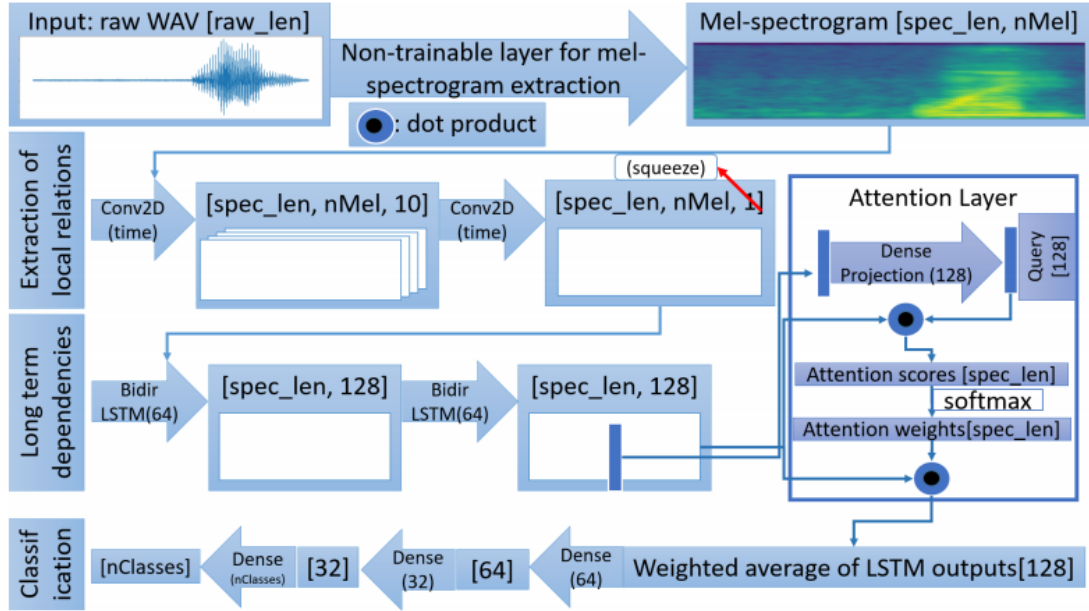 Input: raw WAV [raw_len]
Non-trainable layer for mel-
spectrogram extraction
Mel-spectrogram [spec_len, nMel]
: dot product
Extraction of
local relations
Conv2D
(time)
[spec_len, nMel, 10]
Conv2D
(time)
(squeeze)
[spec_len, nMel, 1]
Attention Layer
Dense
Projection (128)
Query
[128]
Attention scores [spec_len]
softmax
Attention weights[spec_len]
Long term
dependencies
Bidir
LSTM(64)
[spec_len, 128]
Bidir
LSTM(64)
[spec_len, 128]
Classif
ication
[nClasses]
Dense
(nClasses)
[32]
Dense
(32)
[64]
Dense
(64)
Weighted average of LSTM outputs[128]